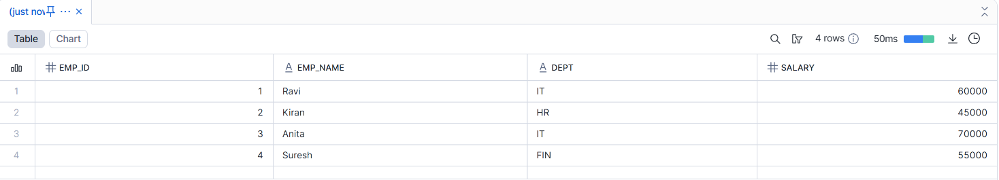 (just nov
Table Chart 4 rows 50ms
EMP_ID EMP_NAME DEPT SALARY
1 1 Ravi IT 60000
2 2 Kiran HR 45000
3 3 Anita IT 70000
4 4 Suresh FIN 55000